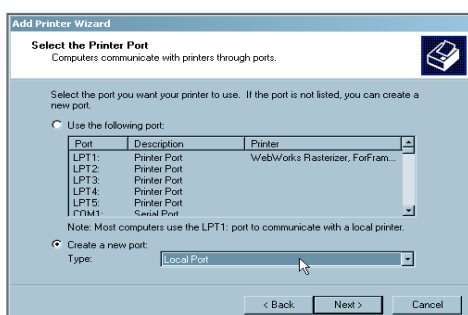 Add Printer Wizard
Select the Printer Port
Computers communicate with printers through ports.
Select the port you want your printer to use. If the port is not listed, you can create a
new port.
Use the following port:
Port Description Printer
LPT1: Printer Port WebWorks Rasterizer, ForFram...
LPT2: Printer Port
LPT3: Printer Port
LPT4: Printer Port
LPT5: Printer Port
COM1: Serial Port
Note: Most computers use the LPT1: port to communicate with a local printer.
Create a new port:
Type: Local Port
< Back Next > Cancel